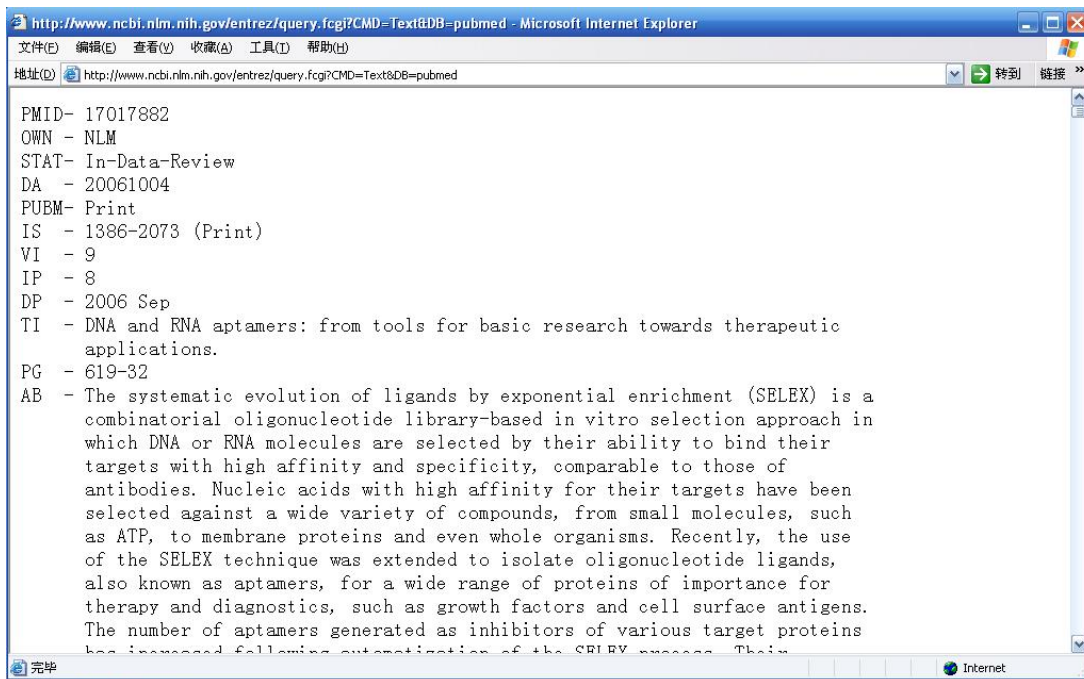 http://www.ncbi.nlm.nih.gov/entrez/query.fcgi?CMD=Text&DB=pubmed - Microsoft Internet Explorer
文件(F) 编辑(E) 查看(V) 收藏(A) 工具(T) 帮助(H)
地址(D) http://www.ncbi.nlm.nih.gov/entrez/query.fcgi?CMD=Text&DB=pubmed 转到 链接 »
PMID- 17017882
OWN - NLM
STAT- In-Data-Review
DA - 20061004
PUBM- Print
IS - 1386-2073 (Print)
VI - 9
IP - 8
DP - 2006 Sep
TI - DNA and RNA aptamers: from tools for basic research towards therapeutic
applications.
PG - 619-32
AB - The systematic evolution of ligands by exponential enrichment (SELEX) is a
combinatorial oligonucleotide library-based in vitro selection approach in
which DNA or RNA molecules are selected by their ability to bind their
targets with high affinity and specificity, comparable to those of
antibodies. Nucleic acids with high affinity for their targets have been
selected against a wide variety of compounds, from small molecules, such
as ATP, to membrane proteins and even whole organisms. Recently, the use
of the SELEX technique was extended to isolate oligonucleotide ligands,
also known as aptamers, for a wide range of proteins of importance for
therapy and diagnostics, such as growth factors and cell surface antigens.
The number of aptamers generated as inhibitors of various target proteins
has increased following automatization of the SELEX process. Their
完毕 Internet